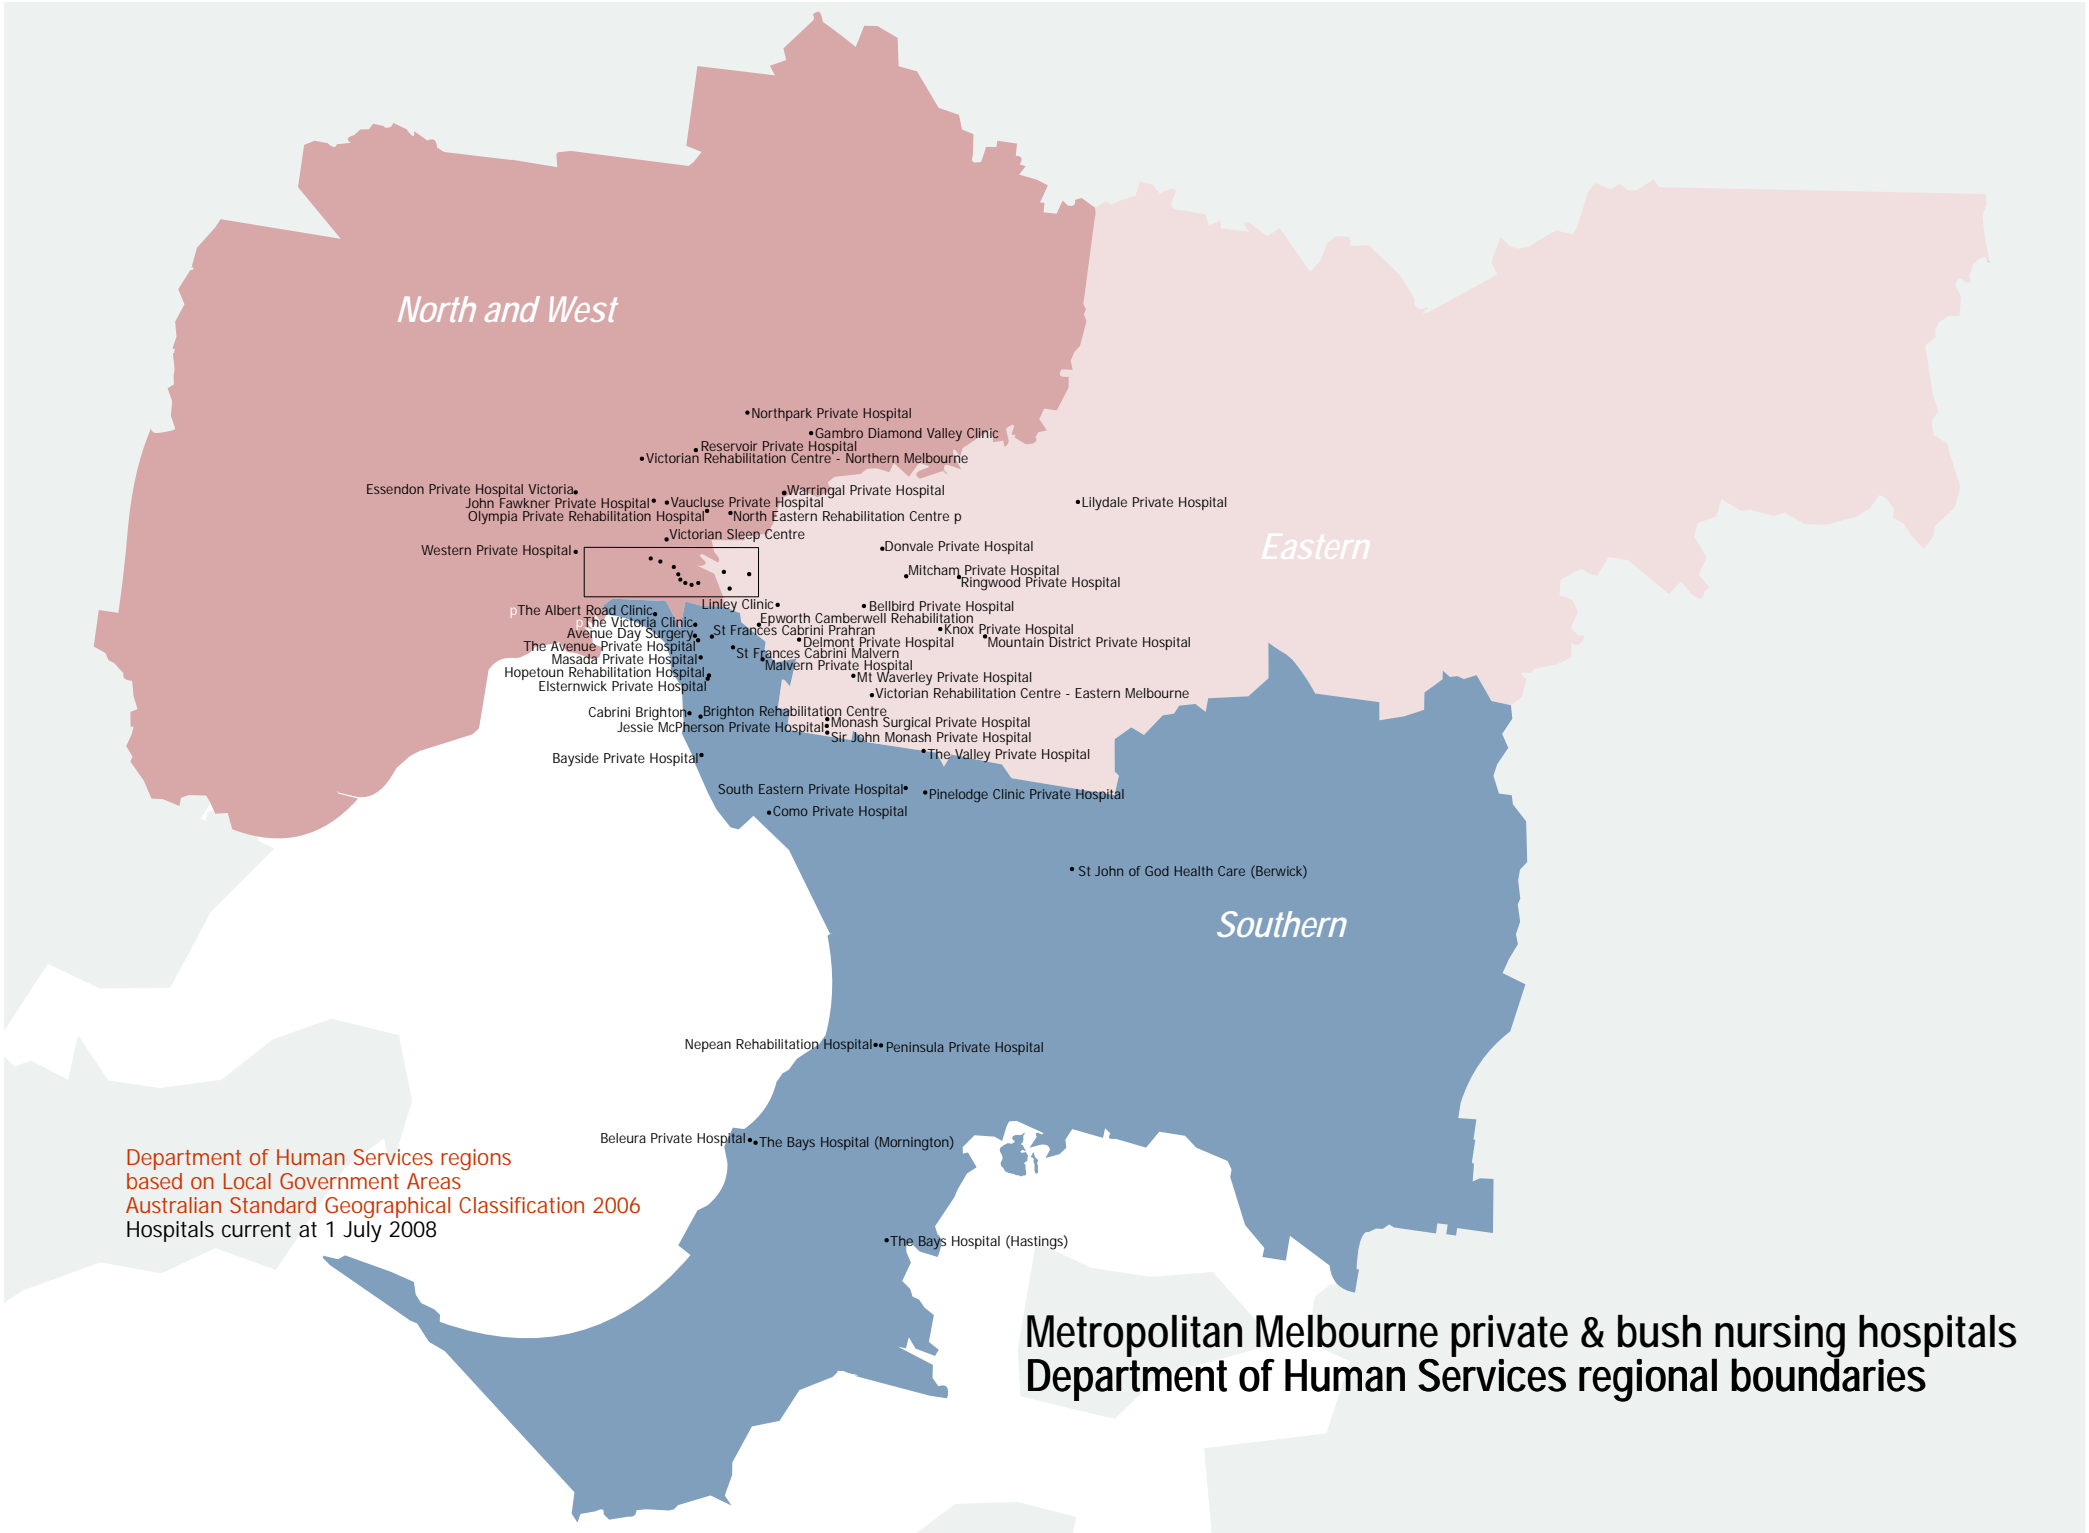 North and West
Northpark Private Hospital
Gambro Diamond Valley Clinic
Reservoir Private Hospital
Victorian Rehabilitation Centre - Northern Melbourne
Essendon Private Hospital Victoria
Warringal Private Hospital
John Fawkner Private Hospital
Vaucluse Private Hospital
Lilydale Private Hospital
Olympia Private Rehabilitation Hospital
North Eastern Rehabilitation Centre p
Victorian Sleep Centre
Western Private Hospital
Donvale Private Hospital
Eastern
Mitcham Private Hospital
Ringwood Private Hospital
Linley Clinic
Bellbird Private Hospital
pThe Albert Road Clinic
Epworth Camberwell Rehabilitation
p
The Victoria Clinic
St Frances Cabrini Prahran
Knox Private Hospital
Avenue Day Surgery
Delmont Private Hospital
Mountain District Private Hospital
The Avenue Private Hospital
St Frances Cabrini Malvern
Masada Private Hospital
Malvern Private Hospital
Hopetoun Rehabilitation Hospital
Mt Waverley Private Hospital
Elsternwick Private Hospital
Victorian Rehabilitation Centre - Eastern Melbourne
Cabrini Brighton
Brighton Rehabilitation Centre
Monash Surgical Private Hospital
Jessie McPherson Private Hospital
Sir John Monash Private Hospital
Bayside Private Hospital
The Valley Private Hospital
South Eastern Private Hospital
Pinelodge Clinic Private Hospital
Como Private Hospital
St John of God Health Care (Berwick)
Southern
Nepean Rehabilitation Hospital
Peninsula Private Hospital
Beleura Private Hospital
The Bays Hospital (Mornington)
Department of Human Services regions
based on Local Government Areas
Australian Standard Geographical Classification 2006
Hospitals current at 1 July 2008
The Bays Hospital (Hastings)
Metropolitan Melbourne private & bush nursing hospitals
Department of Human Services regional boundaries